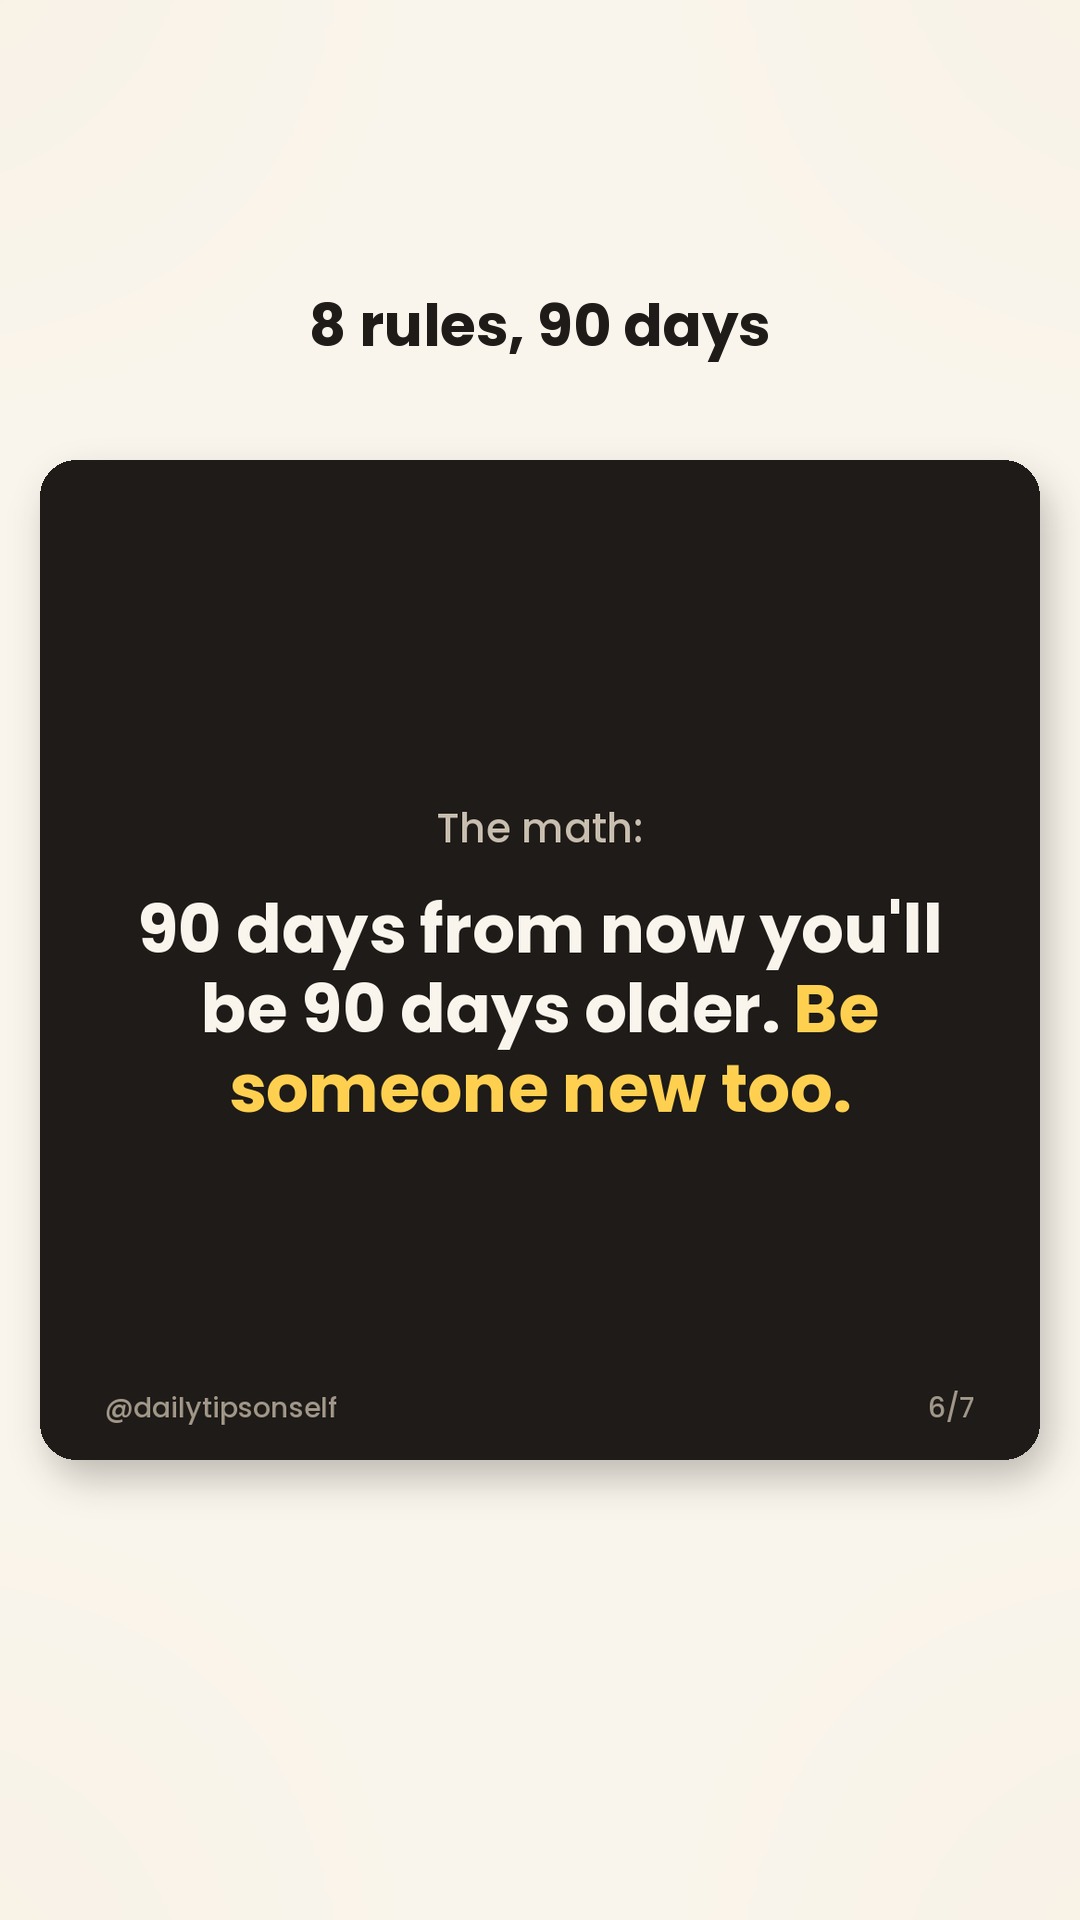 8 rules, 90 days
The math:
90 days from now you'll
be 90 days older. Be
someone new too.
@dailytipsonself
6/7